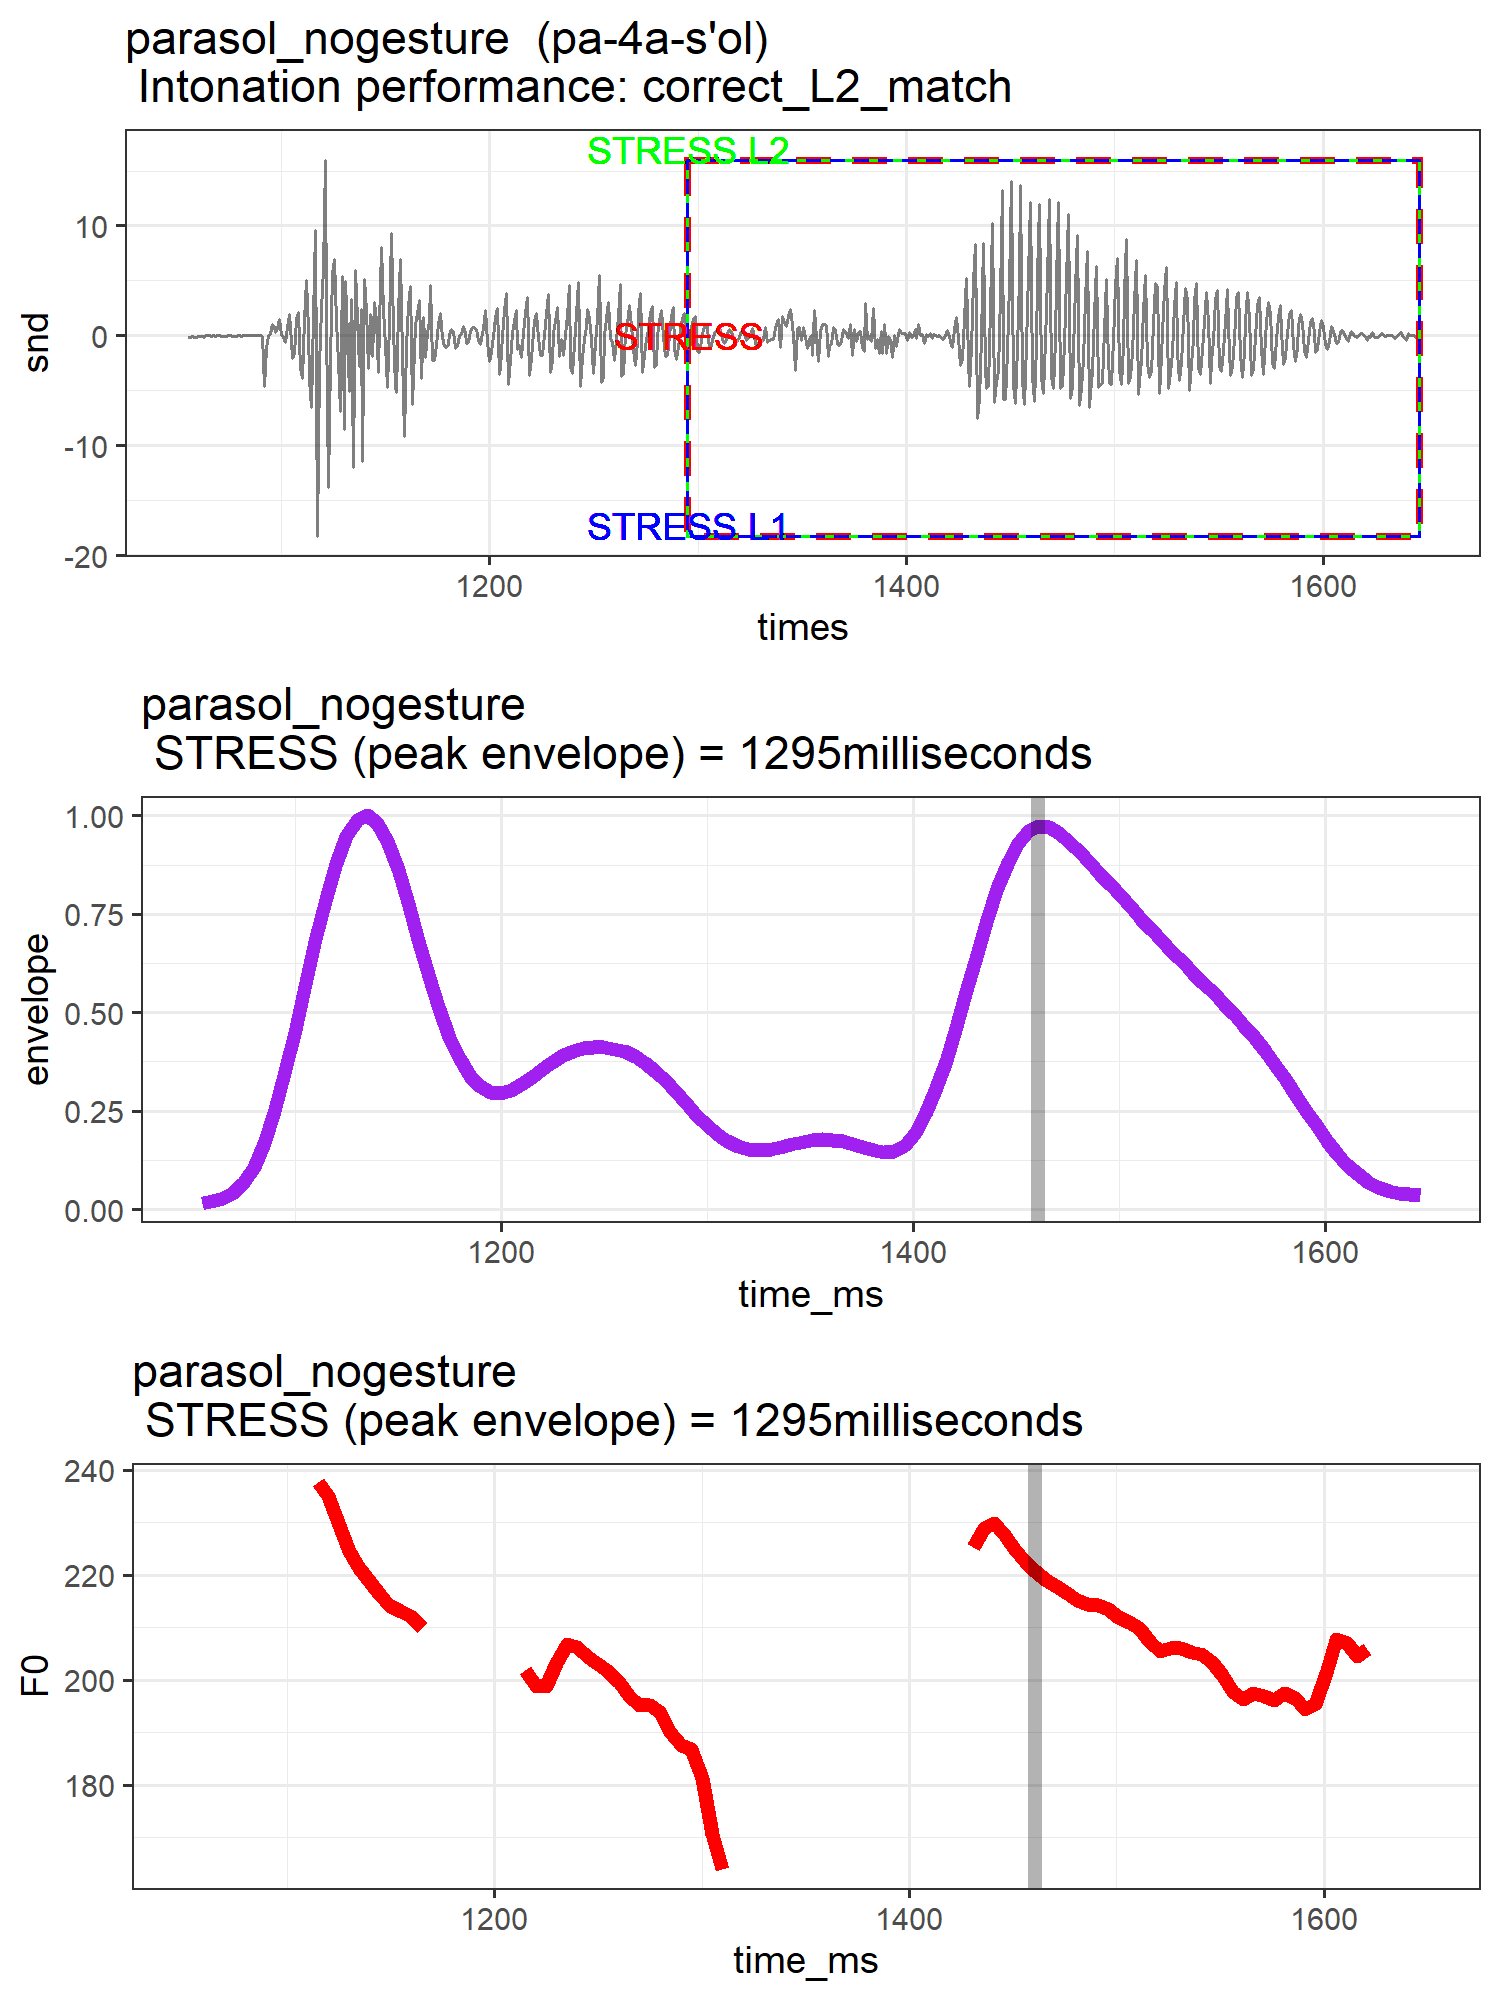 parasol_nogesture  (pa-4a-s'ol)
Intonation performance: correct_L2_match
STRESS L2
10
STRESS
0
snd
-10
STRESS L1
-20
1200 1400 1600
times
parasol_nogesture
STRESS (peak envelope) = 1295milliseconds
1.00
0.75
envelope
0.50
0.25
0.00
1200 1400 1600
time_ms
parasol_nogesture
STRESS (peak envelope) = 1295milliseconds
240
220
F0
200
180
1200 1400 1600
time_ms